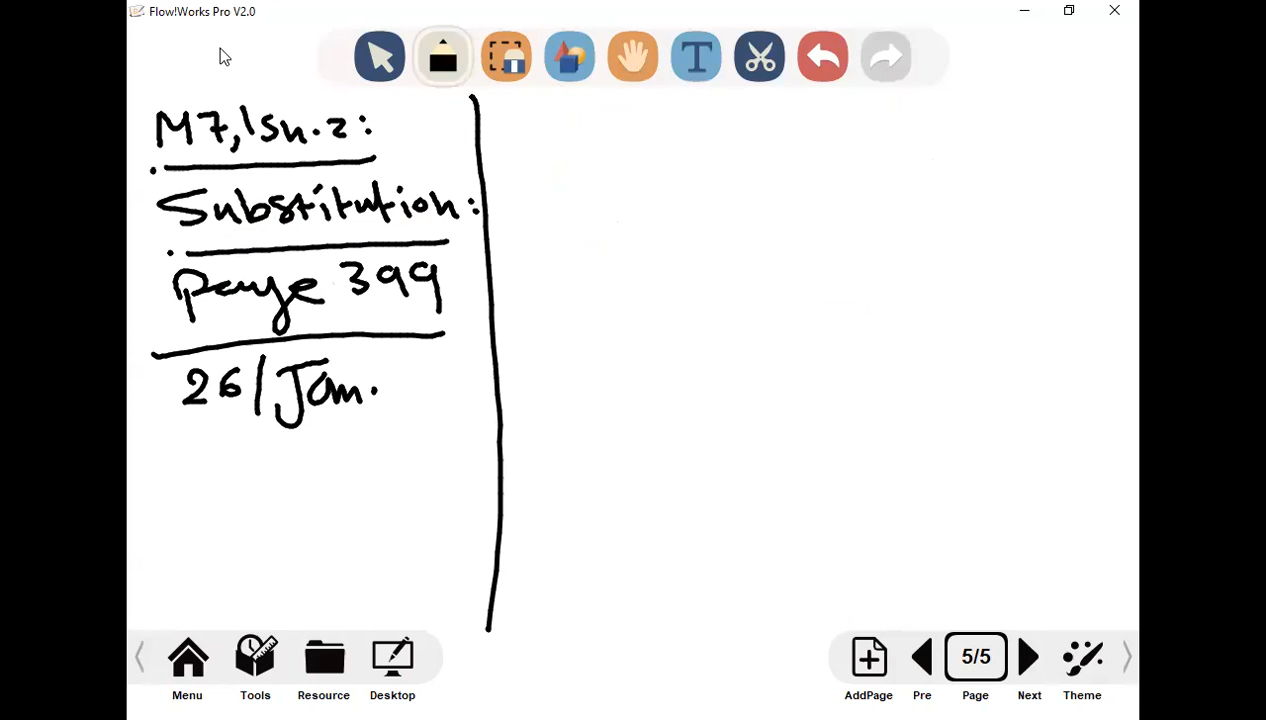 Flow!Works Pro V2.0
M7, Lsn. 2:
Substitution:
page 399
26/Jan.
Menu
Tools
Resource
Desktop
AddPage
Pre
5/5
Page
Next
Theme